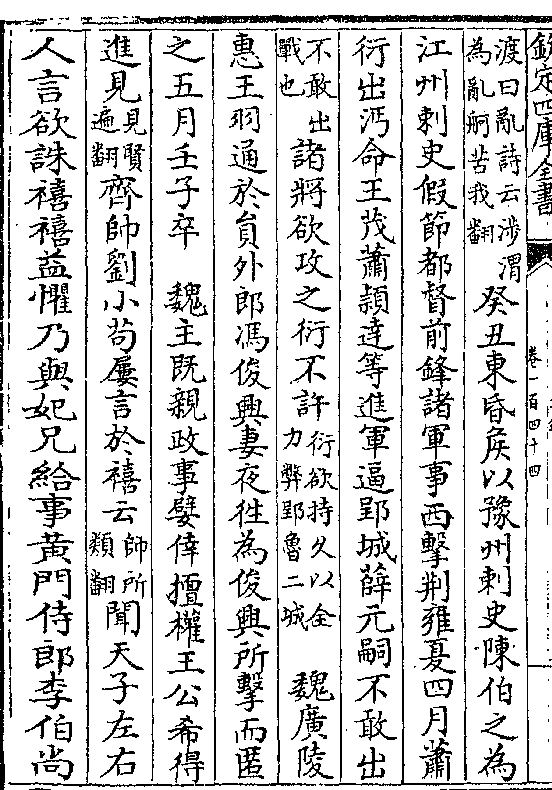 欽定四庫全書
卷一百四十四
渡曰亂詩云涉渭
為亂舸苦我翻
癸丑東昏侯以豫州刺史陳伯之為
江州刺史假節都督前鋒諸軍事西擊荆雍夏四月蕭
衍出沔命王茂蕭頴達等進軍逼郢城薛元嗣不敢出
不敢出
戰也
諸將欲攻之衍不許
衍欲持久以全
力弊郢魯二城
魏廣陵
惠王羽通於貟外郎馮俊興妻夜徃為俊興所擊而匿
之五月壬子卒 魏主既親政事嬖倖擅權王公希得
進見
見賢
遍翻
齊帥劉小茍屢言於禧云
帥所
類翻
聞天子左右
人言欲誅禧禧益懼乃與妃兄給事黄門侍郎李伯尚